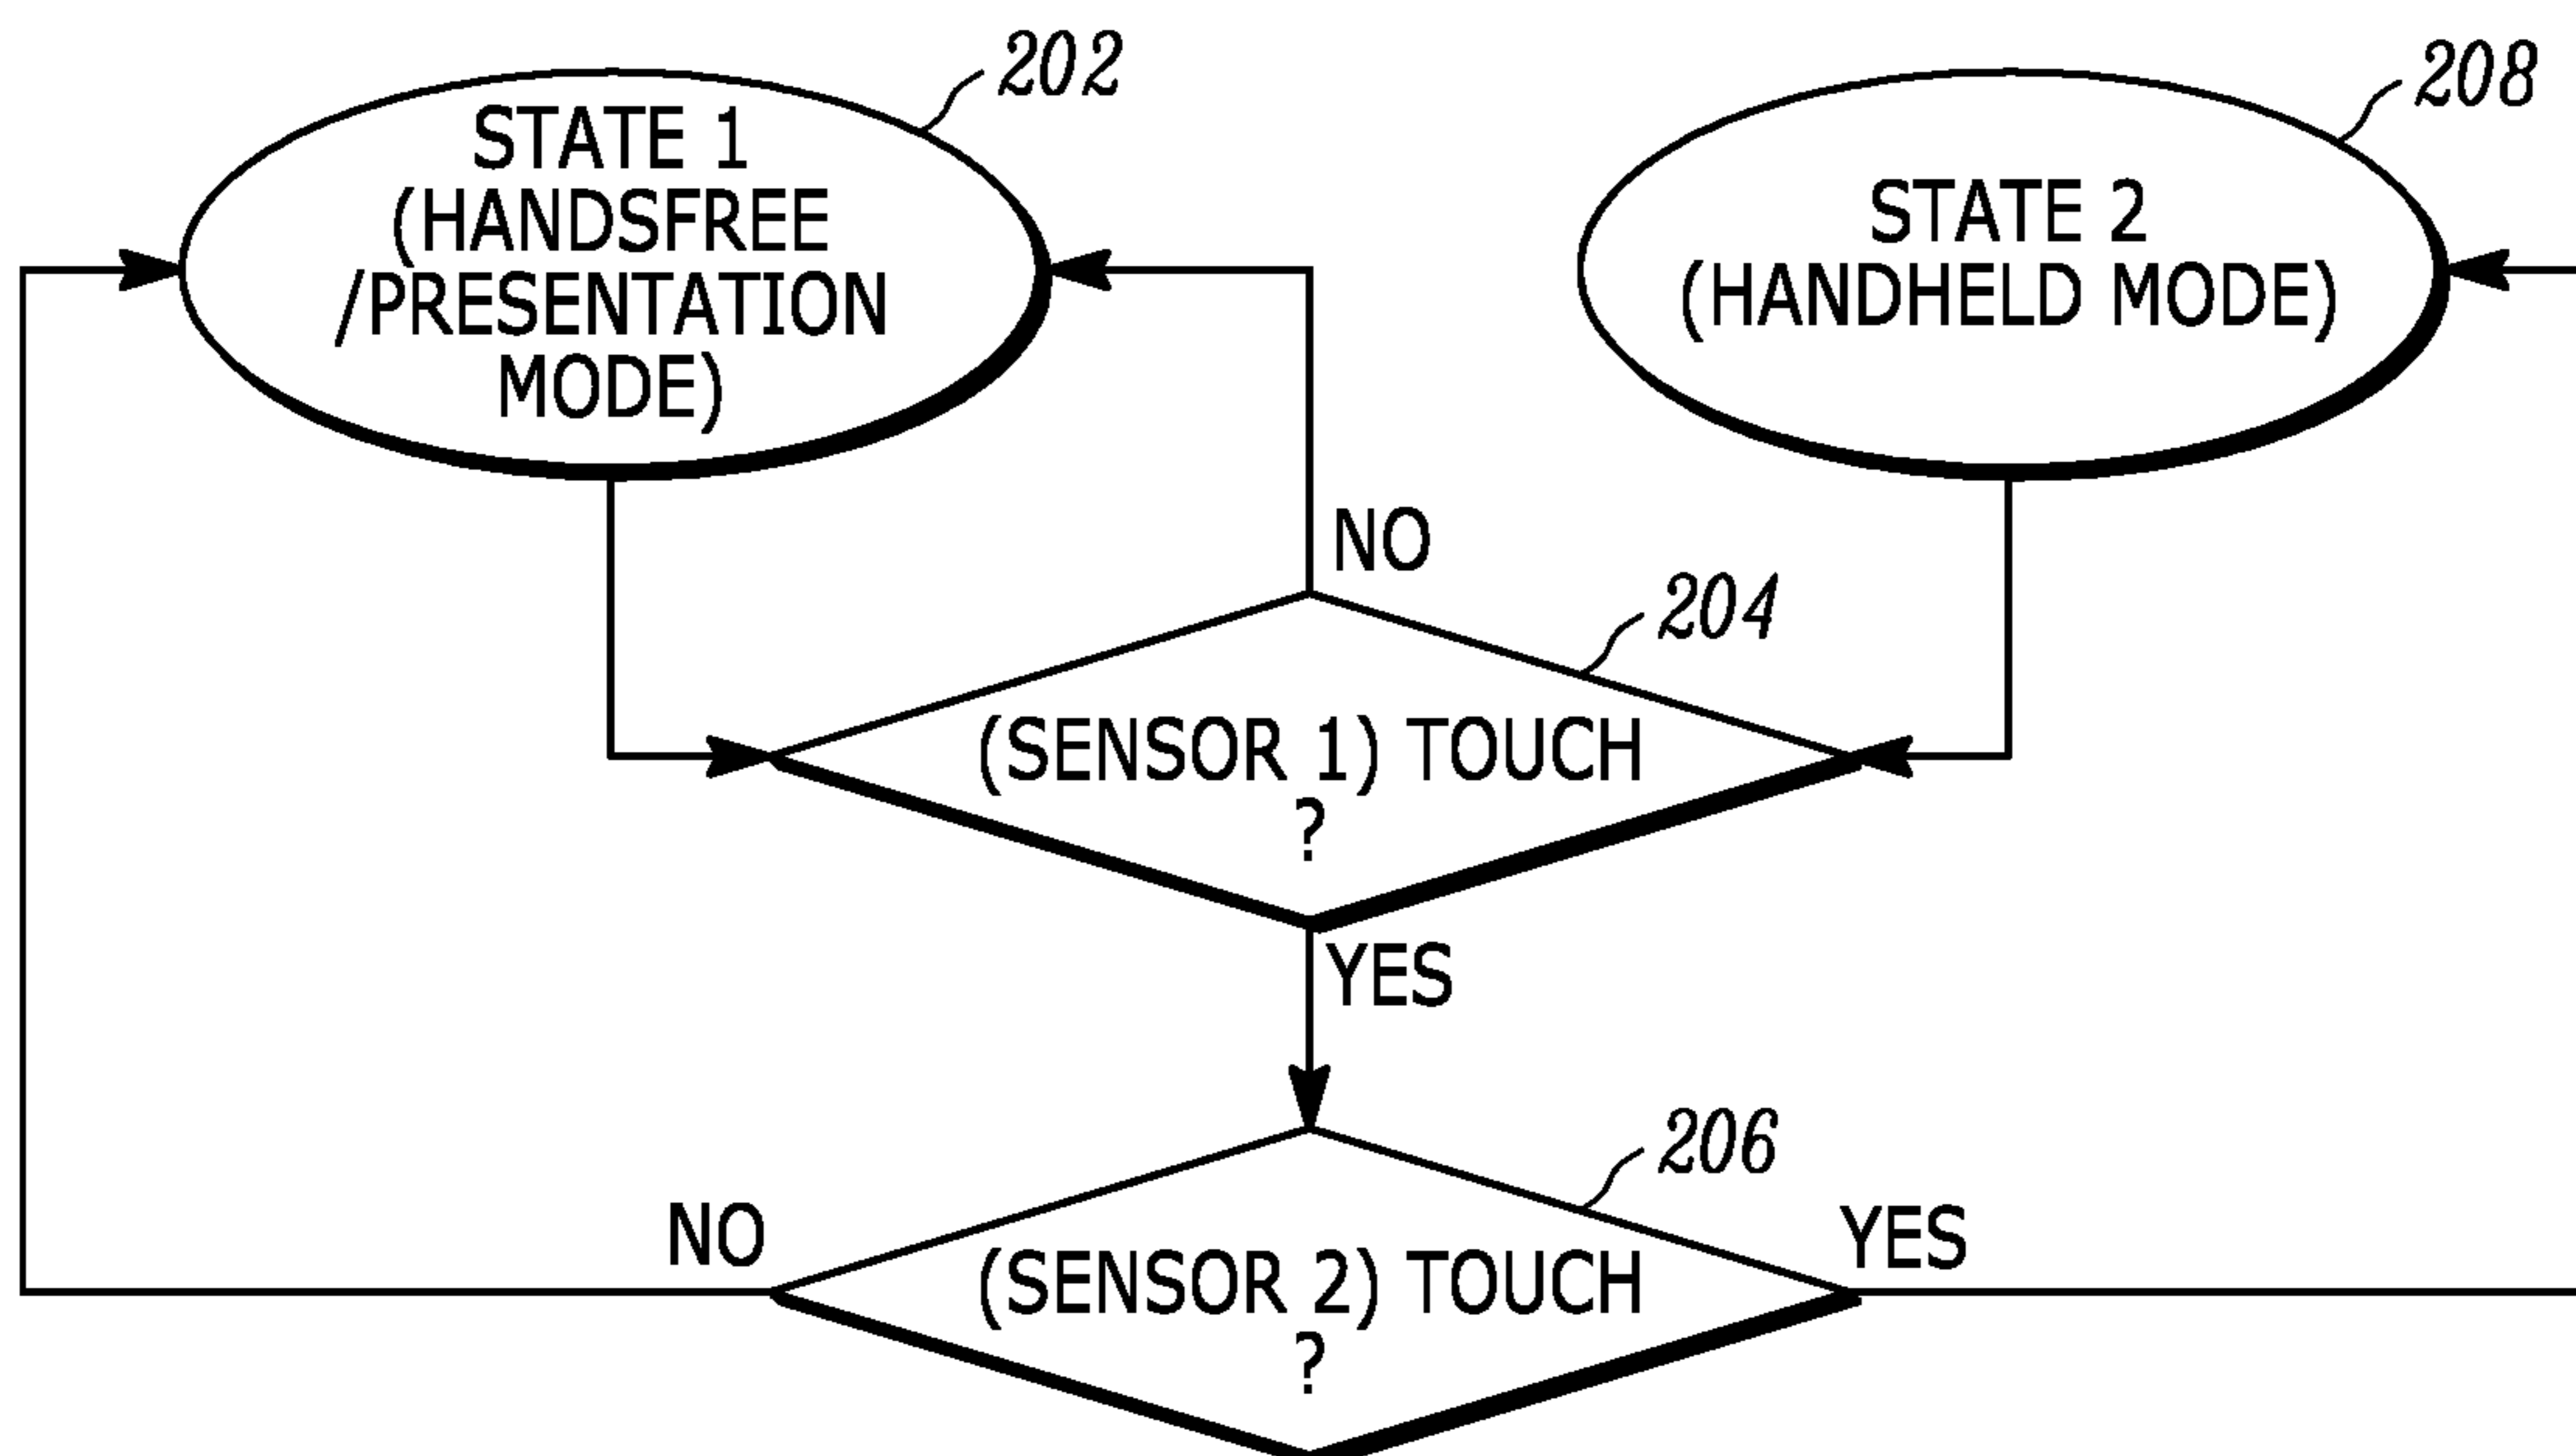 202
STATE 1
(HANDSFREE
/PRESENTATION
MODE)
208
STATE 2
(HANDHELD MODE)
NO
204
(SENSOR 1) TOUCH
?
YES
206
NO
(SENSOR 2) TOUCH
?
YES